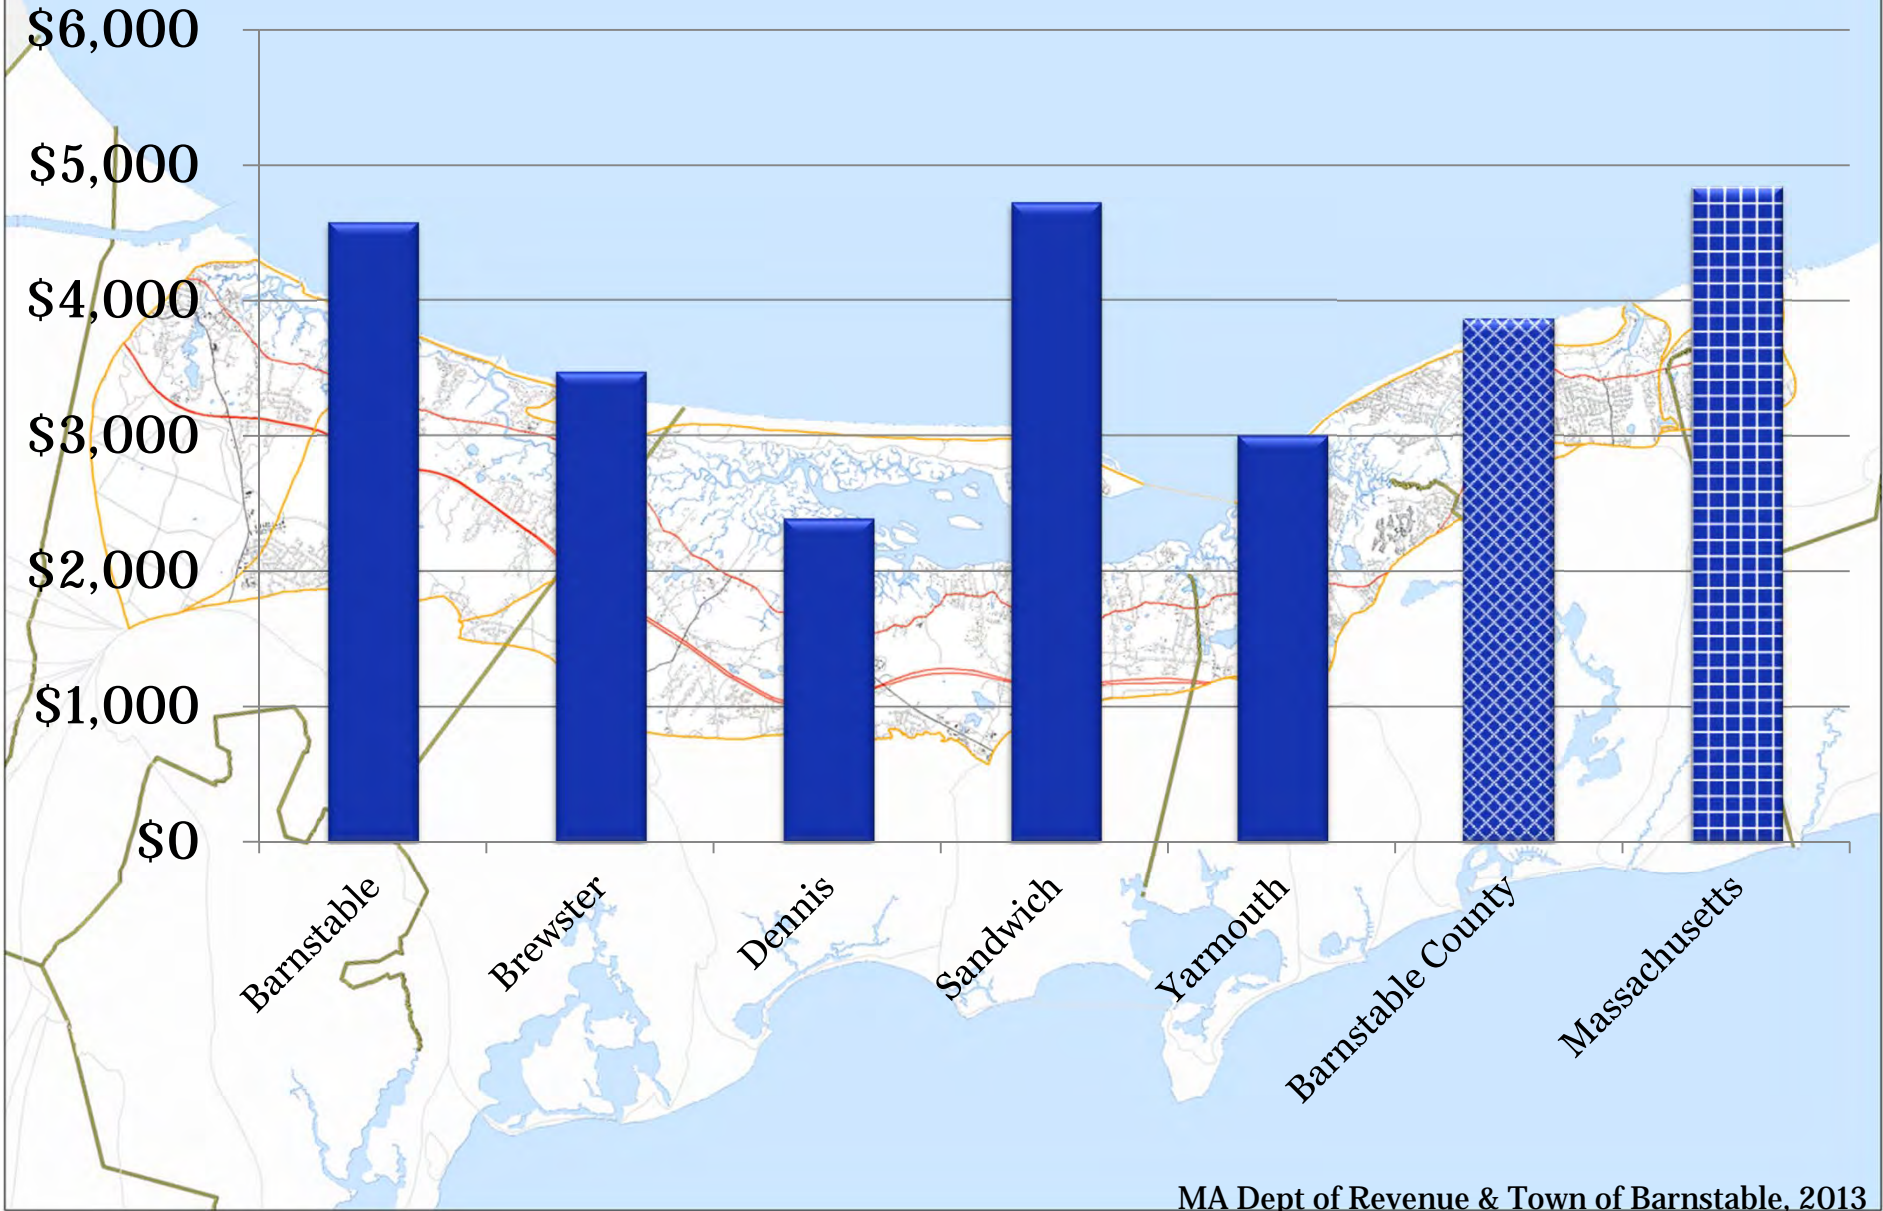 $6,000
$5,000
$4,000
$3,000
$2,000
$1,000
$0
Barnstable
Brewster
Dennis
Sandwich
Yarmouth
Barnstable County
Massachusetts
MA Dept of Revenue & Town of Barnstable, 2013